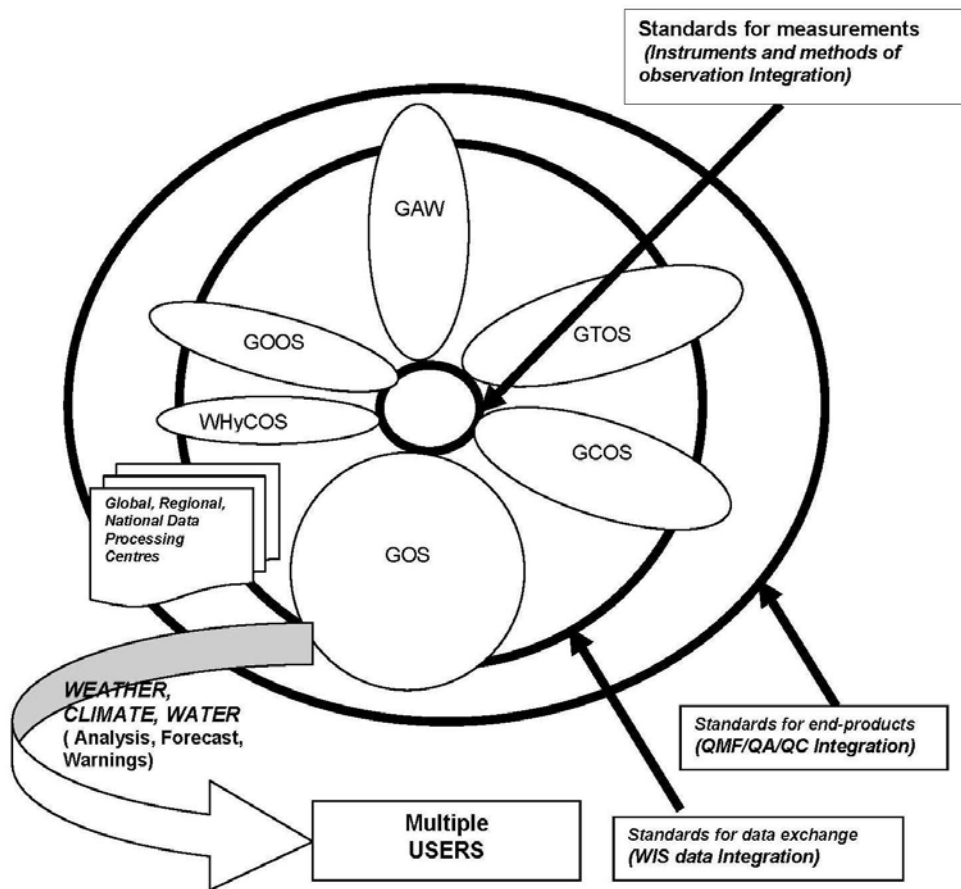 Standards for measurements
(Instruments and methods of
observation Integration)
GAW
GOOS
GTOS
WHyCOS
GCOS
Global, Regional,
National Data
Processing
Centres
GOS
WEATHER,
CLIMATE, WATER
( Analysis, Forecast,
Warnings)
Standards for end-products
(QMF/QA/QC Integration)
Multiple
USERS
Standards for data exchange
(WIS data Integration)